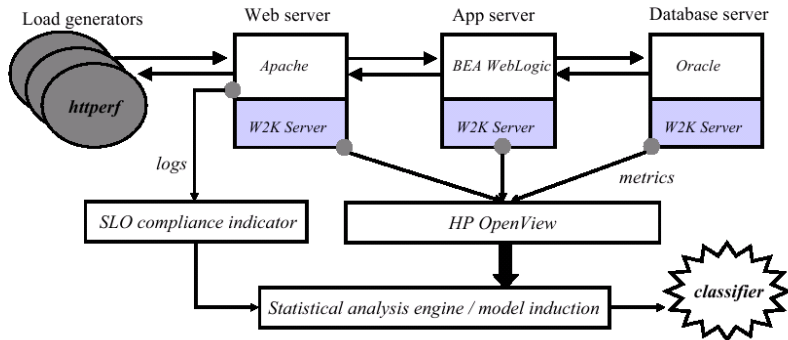 Load generators
Web server
App server
Database server
httperf
Apache
BEA WebLogic
Oracle
W2K Server
W2K Server
W2K Server
logs
metrics
SLO compliance indicator
HP OpenView
classifier
Statistical analysis engine / model induction